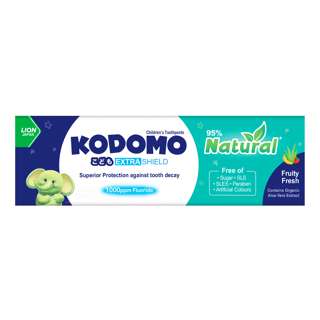 LION
JAPAN
Children's Toothpaste
KODOMO
こども EXTRA SHIELD
Superior Protection against tooth decay
1000ppm Fluoride
95%
Natural
Free of
• Sugar • SLS
• SLES • Paraben
• Artificial Colours
Fruity
Fresh
Contains Organic
Aloe Vera Extract